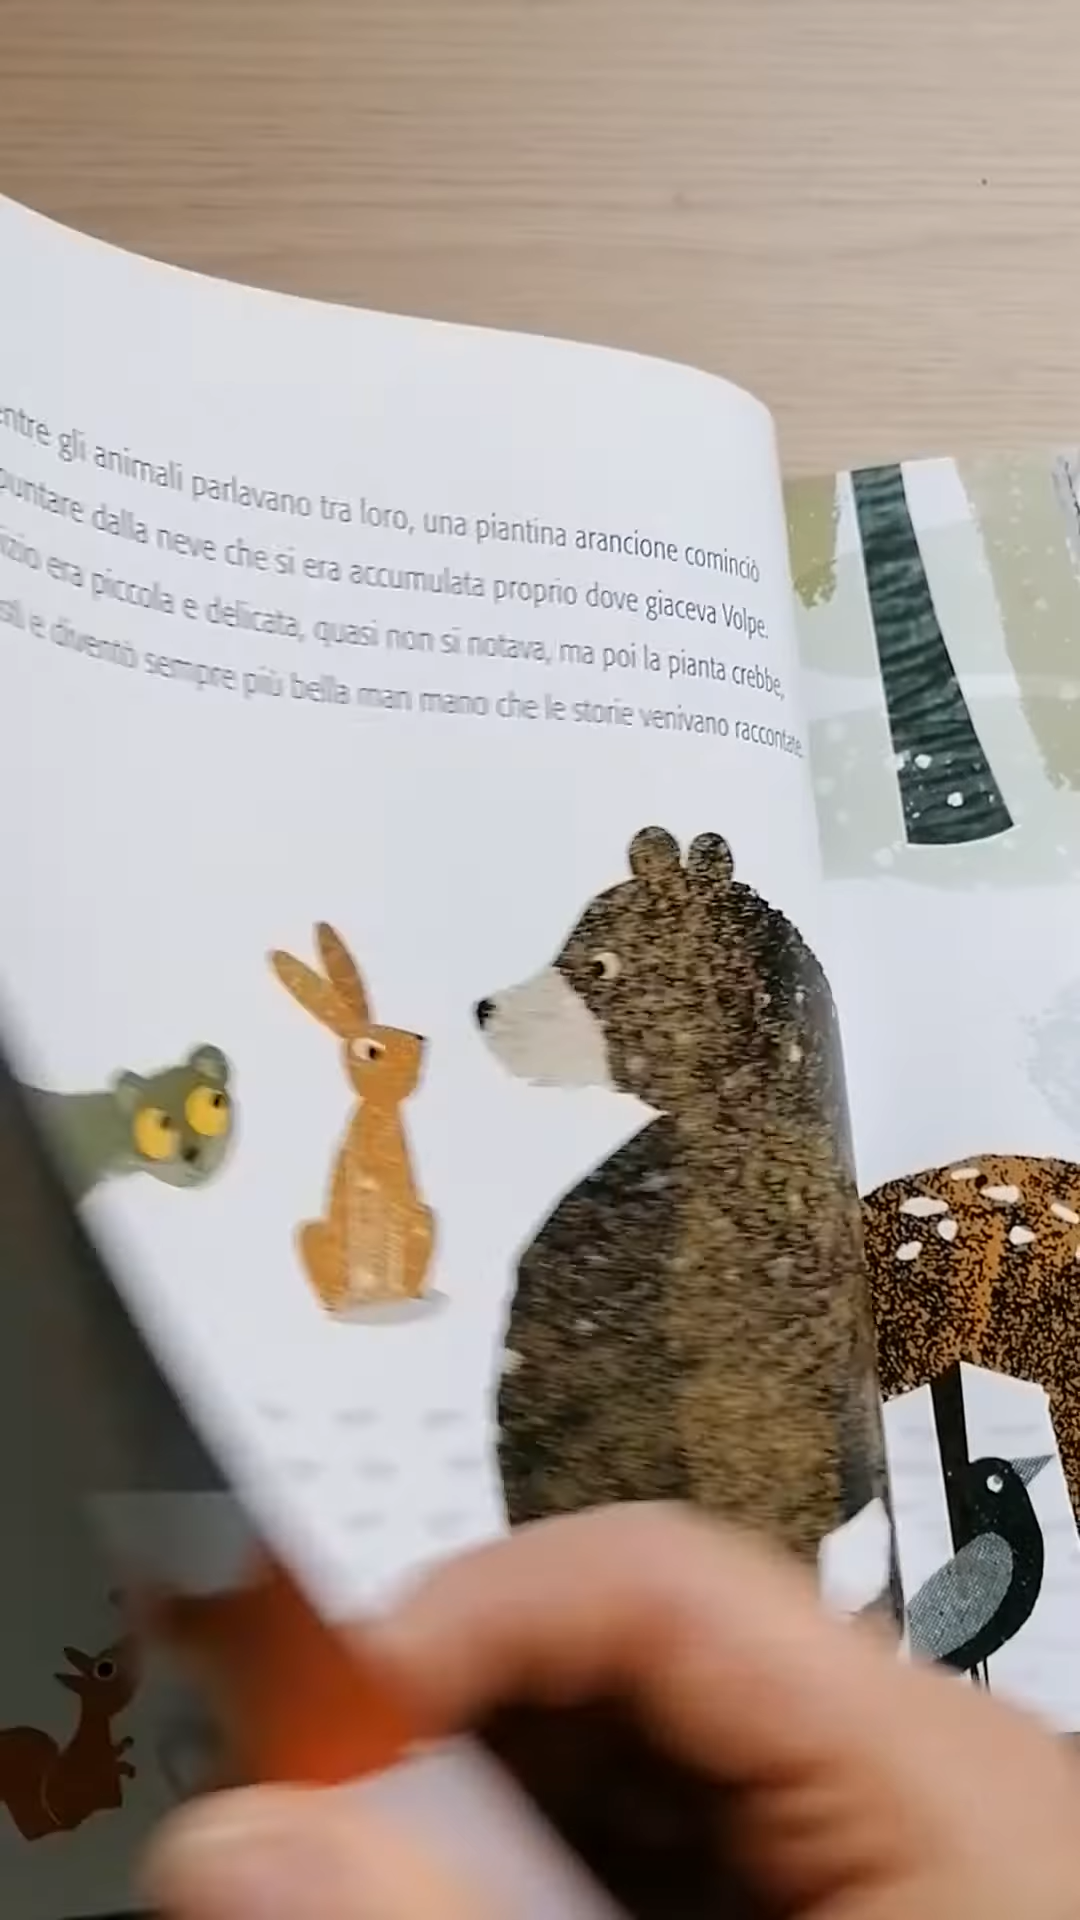 entre gli animali parlavano tra loro, una piantina arancione cominciò
puntare dalla neve che si era accumulata proprio dove giaceva Volpe.
izio era piccola e delicata, quasi non si notava, ma poi la pianta crebbe,
e diventò sempre più bella man mano che le storie venivano raccontate